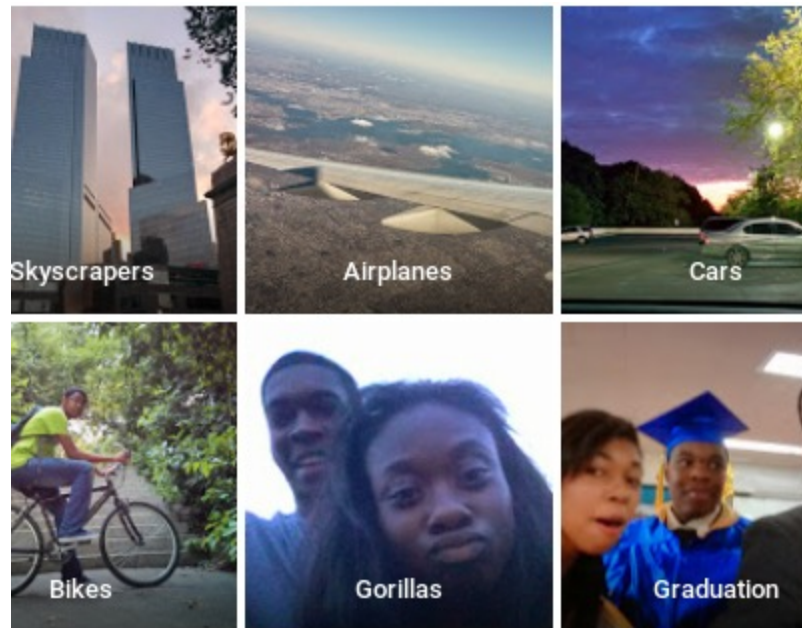 Skyscrapers
Airplanes
Cars
Bikes
Gorillas
Graduation